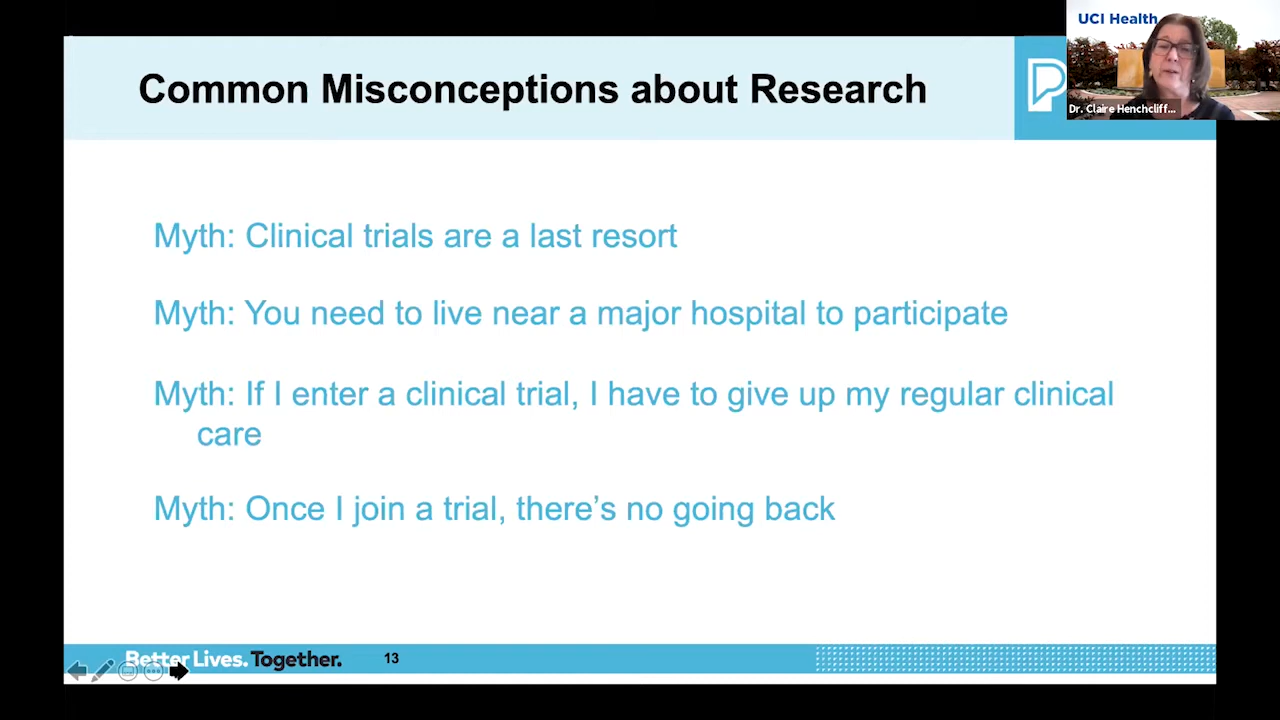 UCI Health
Common Misconceptions about Research
P
Dr. Claire Henchcliff...
Myth: Clinical trials are a last resort
Myth: You need to live near a major hospital to participate
Myth: If I enter a clinical trial, I have to give up my regular clinical
care
Myth: Once I join a trial, there’s no going back
Better Lives. Together.
13